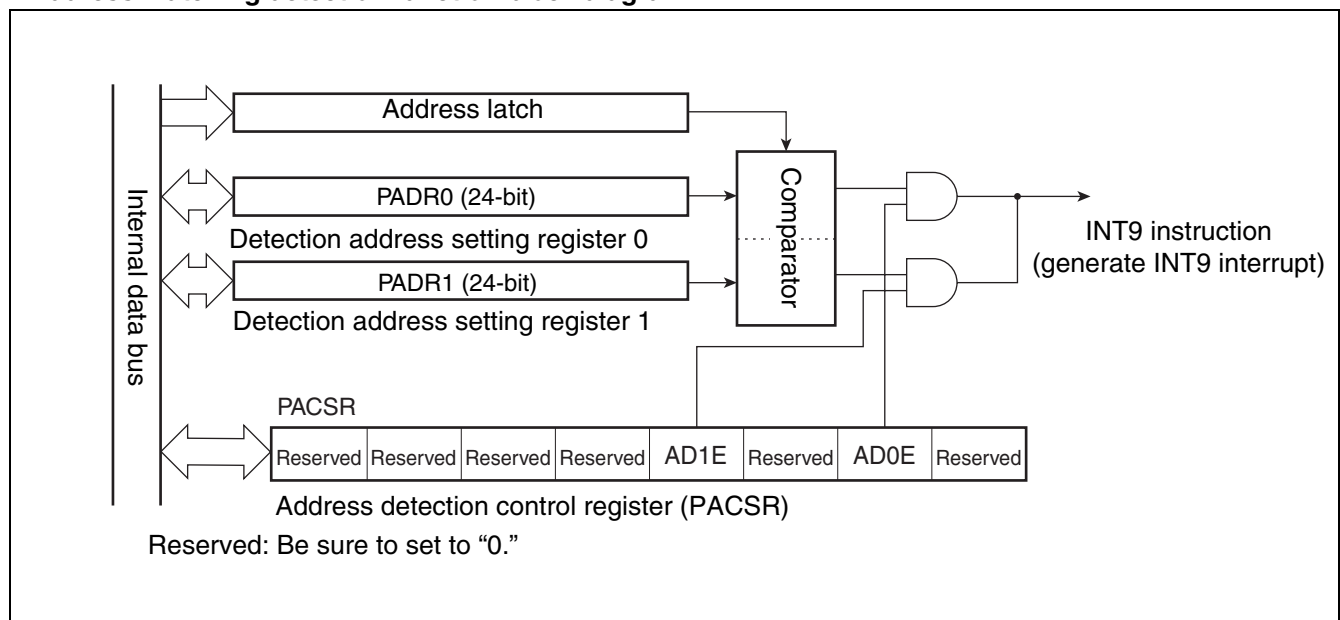 Address latch
PADR0 (24-bit)
Detection address setting register 0
PADR1 (24-bit)
Detection address setting register 1
Internal data bus
Comparator
INT9 instruction
(generate INT9 interrupt)
PACSR
Reserved Reserved Reserved Reserved AD1E Reserved AD0E Reserved
Address detection control register (PACSR)
Reserved: Be sure to set to “0.”